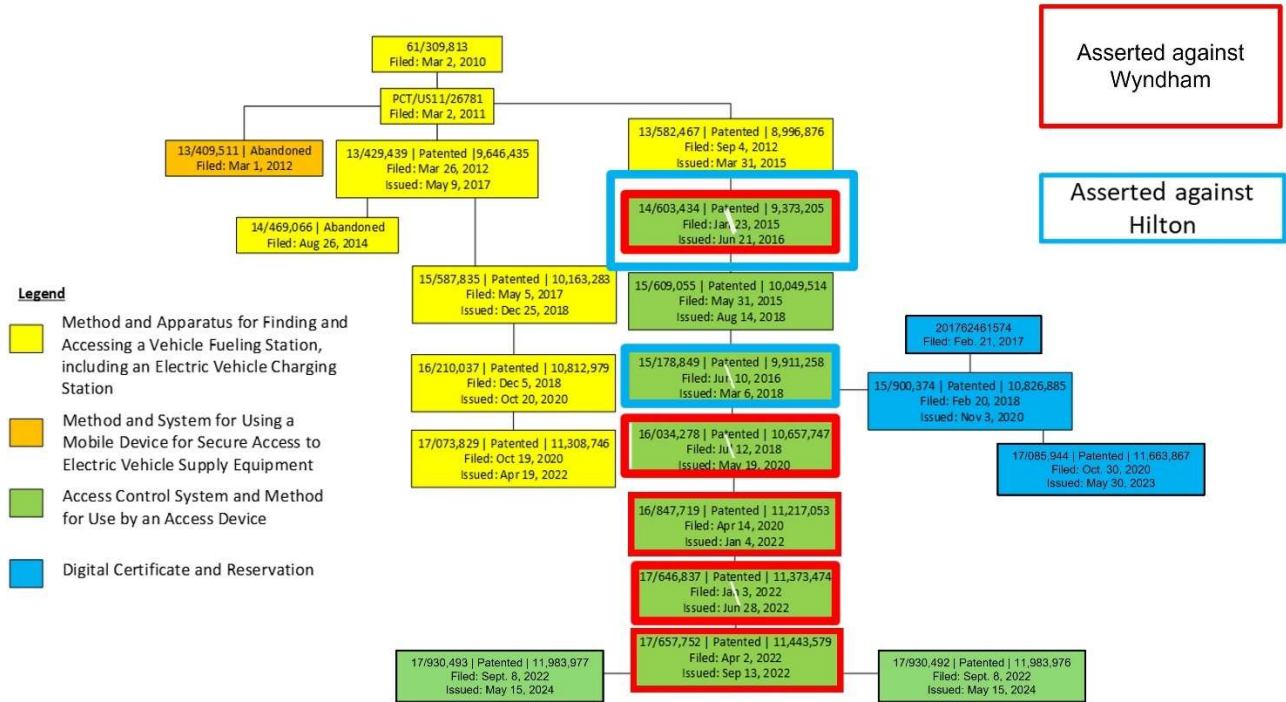 61/309,813
Filed: Mar 2, 2010
PCT/US11/26781
Filed: Mar 2, 2011
13/409,511 | Abandoned
Filed: Mar 1, 2012
13/429,439 | Patented |9,646,435
Filed: Mar 26, 2012
Issued: May 9, 2017
14/469,066 | Abandoned
Filed: Aug 26, 2014
13/582,467 | Patented | 8,996,876
Filed: Sep 4, 2012
Issued: Mar 31, 2015
14/603,434 | Patented | 9,373,205
Filed: Jan 23, 2015
Issued: Jun 21, 2016
15/587,835 | Patented | 10,163,283
Filed: May 5, 2017
Issued: Dec 25, 2018
15/609,055 | Patented | 10,049,514
Filed: May 31, 2015
Issued: Aug 14, 2018
16/210,037 | Patented | 10,812,979
Filed: Dec 5, 2018
Issued: Oct 20, 2020
15/178,849 | Patented | 9,911,258
Filed: Jun 10, 2016
Issued: Mar 6, 2018
201762461574
Filed: Feb. 21, 2017
15/900,374 | Patented | 10,826,885
Filed: Feb 20, 2018
Issued: Nov 3, 2020
17/085,944 | Patented | 11,663,867
Filed: Oct. 30, 2020
Issued: May 30, 2023
17/073,829 | Patented | 11,308,746
Filed: Oct 19, 2020
Issued: Apr 19, 2022
16/034,278 | Patented | 10,657,747
Filed: Jul 12, 2018
Issued: May 19, 2020
16/847,719 | Patented | 11,217,053
Filed: Apr 14, 2020
Issued: Jan 4, 2022
17/646,837 | Patented | 11,373,474
Filed: Jan 3, 2022
Issued: Jun 28, 2022
17/657,752 | Patented | 11,443,579
Filed: Apr 2, 2022
Issued: Sep 13, 2022
17/930,493 | Patented | 11,983,977
Filed: Sept. 8, 2022
Issued: May 15, 2024
17/930,492 | Patented | 11,983,976
Filed: Sept. 8, 2022
Issued: May 15, 2024
Asserted against
Wyndham
Asserted against
Hilton
Legend
Method and Apparatus for Finding and
Accessing a Vehicle Fueling Station,
including an Electric Vehicle Charging
Station
Method and System for Using a
Mobile Device for Secure Access to
Electric Vehicle Supply Equipment
Access Control System and Method
for Use by an Access Device
Digital Certificate and Reservation